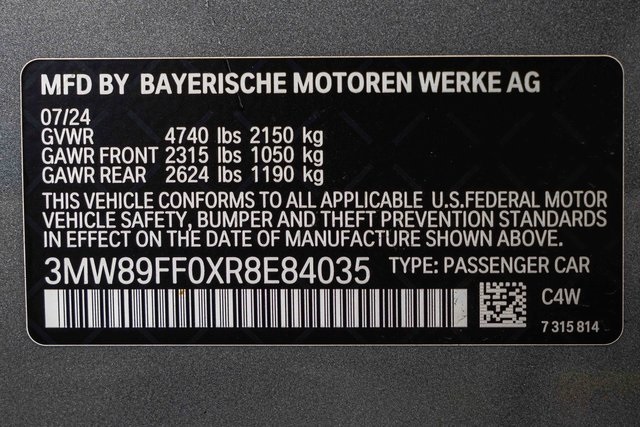 MFD BY BAYERISCHE MOTOREN WERKE AG
07/24
GVWR 4740 lbs 2150 kg
GAWR FRONT 2315 lbs 1050 kg
GAWR REAR 2624 lbs 1190 kg
THIS VEHICLE CONFORMS TO ALL APPLICABLE U.S.FEDERAL MOTOR
VEHICLE SAFETY, BUMPER AND THEFT PREVENTION STANDARDS
IN EFFECT ON THE DATE OF MANUFACTURE SHOWN ABOVE.
3MW89FF0XR8E84035 TYPE: PASSENGER CAR
C4W
7 315 814